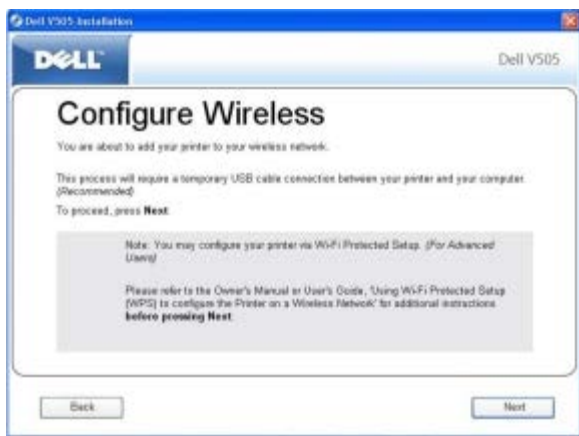 Dell V505 Installation
DELL
Dell V505
Configure Wireless
You are about to add your printer to your wireless network.
This process will require a temporary USB cable connection between your printer and your computer.
(Recommended)
To proceed, press Next
Note: You may configure your printer via Wi-Fi Protected Setup. (For Advanced
Users)
Please refer to the Owner's Manual or User's Guide, 'Using Wi-Fi Protected Setup
(WPS) to configure the Printer on a Wireless Network' for additional instructions
before pressing Next.
Back
Next